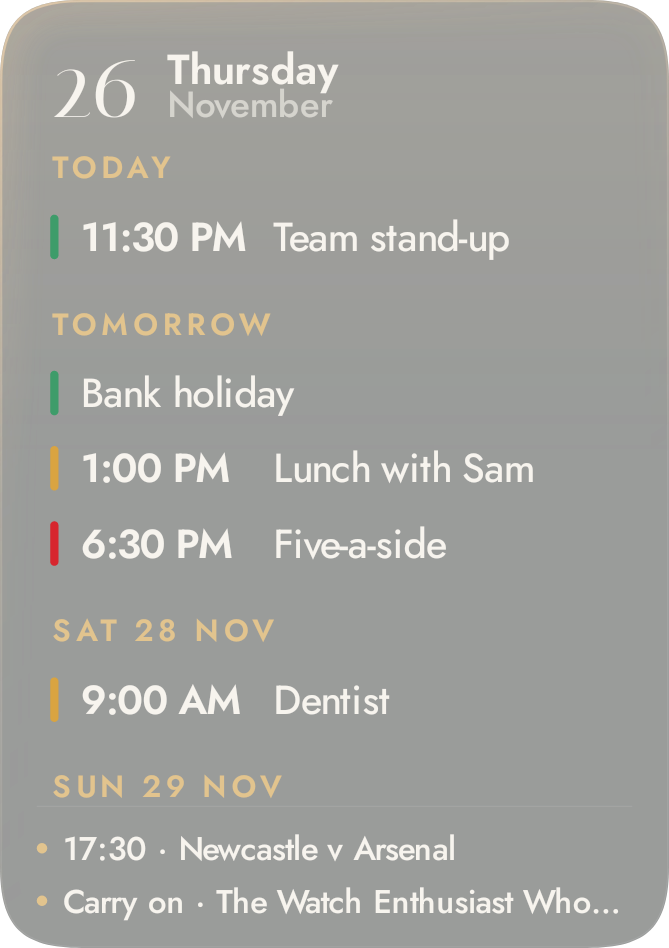 26 Thursday
November
TODAY
11:30 PM Team stand-up
TOMORROW
Bank holiday
1:00 PM Lunch with Sam
6:30 PM Five-a-side
SAT 28 NOV
9:00 AM Dentist
SUN 29 NOV
• 17:30 · Newcastle v Arsenal
• Carry on · The Watch Enthusiast Who…